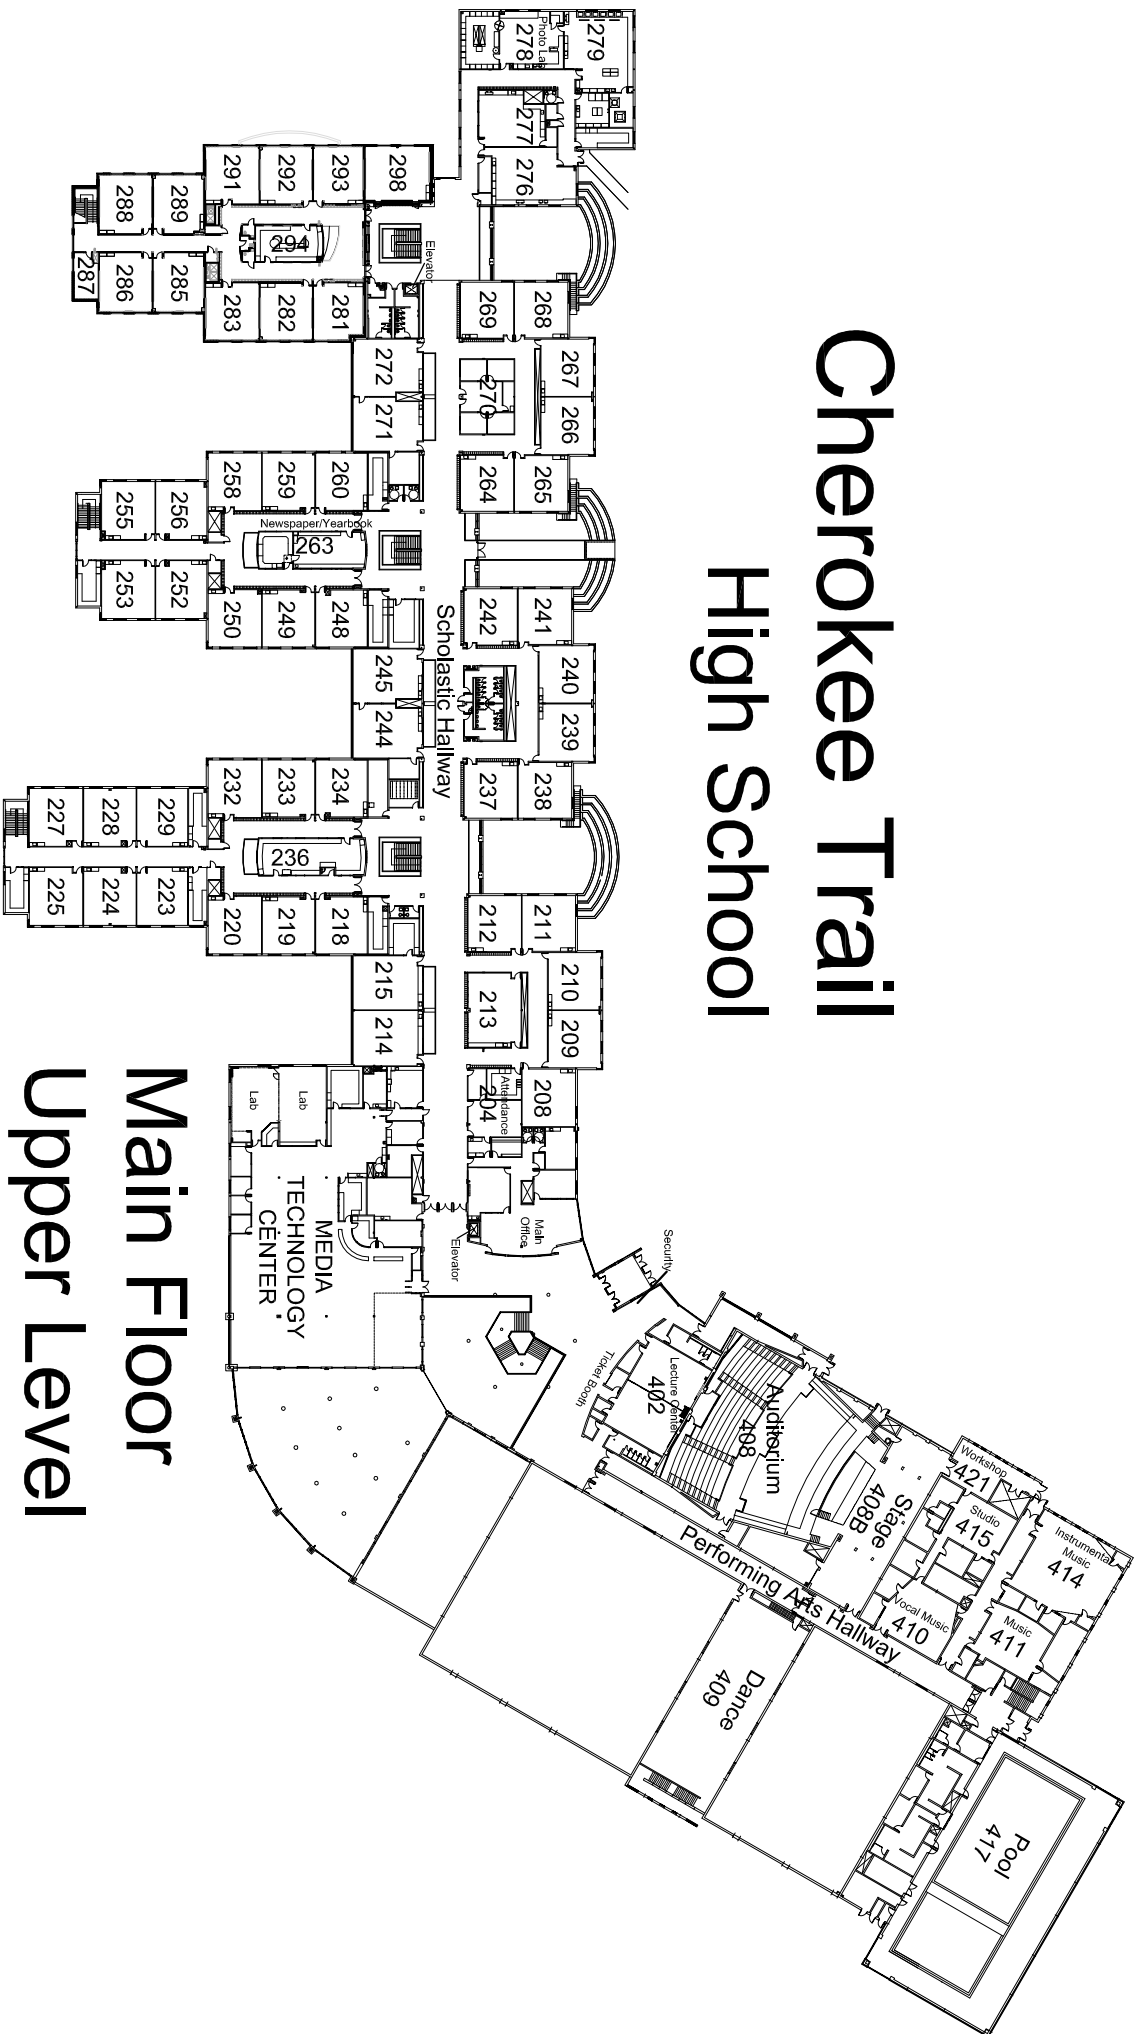 Cherokee Trail
High School
Main Floor
Upper Level
279
Photo Lab
278
277
276
298
293
292
291
289
288
294
287
286
285
283
282
281
Elevator
269
268
267
266
270
272
271
264
265
260
259
258
256
255
Newspaper/Yearbook
263
253
252
250
249
248
242
241
240
239
245
244
Scholastic Hallway
237
238
234
233
232
229
228
227
236
225
224
223
220
219
218
212
211
210
209
213
215
214
208
Attendance
204
Lab
Lab
MEDIA
TECHNOLOGY
CENTER
Main
Office
Elevator
Security
Ticket Booth
Lecture Center
402
Auditorium
408
Stage
408B
Workshop
421
Studio
415
Instrumental
Music
414
Vocal Music
410
Music
411
Performing Arts Hallway
Dance
409
Pool
417